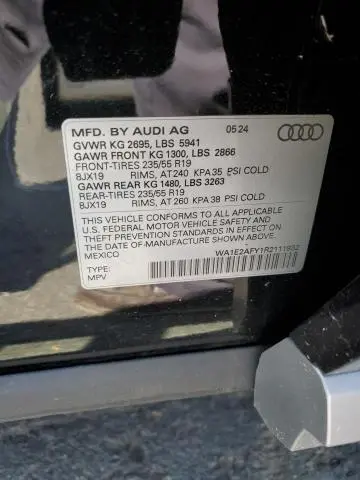 MFD. BY AUDI AG 05 24
GVWR KG 2695, LBS 5941
GAWR FRONT KG 1300, LBS 2866
FRONT-TIRES 235/55 R19
8JX19 RIMS, AT 240 KPA 35 PSI COLD
GAWR REAR KG 1480, LBS 3263
REAR-TIRES 235/55 R19
8JX19 RIMS, AT 260 KPA 38 PSI COLD
THIS VEHICLE CONFORMS TO ALL APPLICABLE
U.S. FEDERAL MOTOR VEHICLE SAFETY AND
THEFT PREVENTION STANDARDS IN EFFECT ON
THE DATE OF MANUFACTURE SHOWN ABOVE.
MEXICO
WA1E2AFY1R2111932
TYPE:
MPV